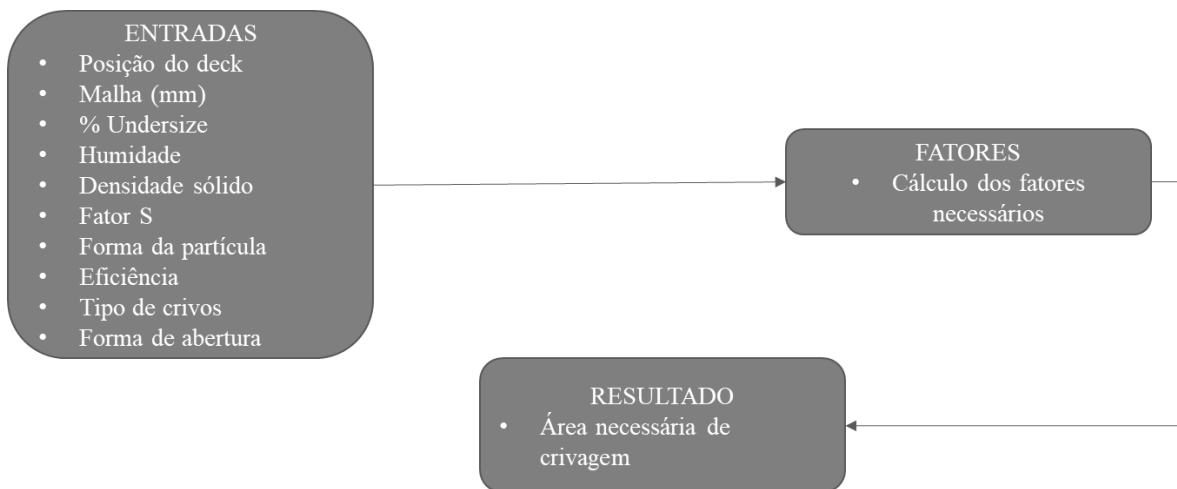 ENTRADAS
• Posição do deck
• Malha (mm)
• % Undersize
• Humidade
• Densidade sólido
• Fator S
• Forma da partícula
• Eficiência
• Tipo de crivos
• Forma de abertura
FATORES
• Cálculo dos fatores
necessários
RESULTADO
• Área necessária de
crivagem